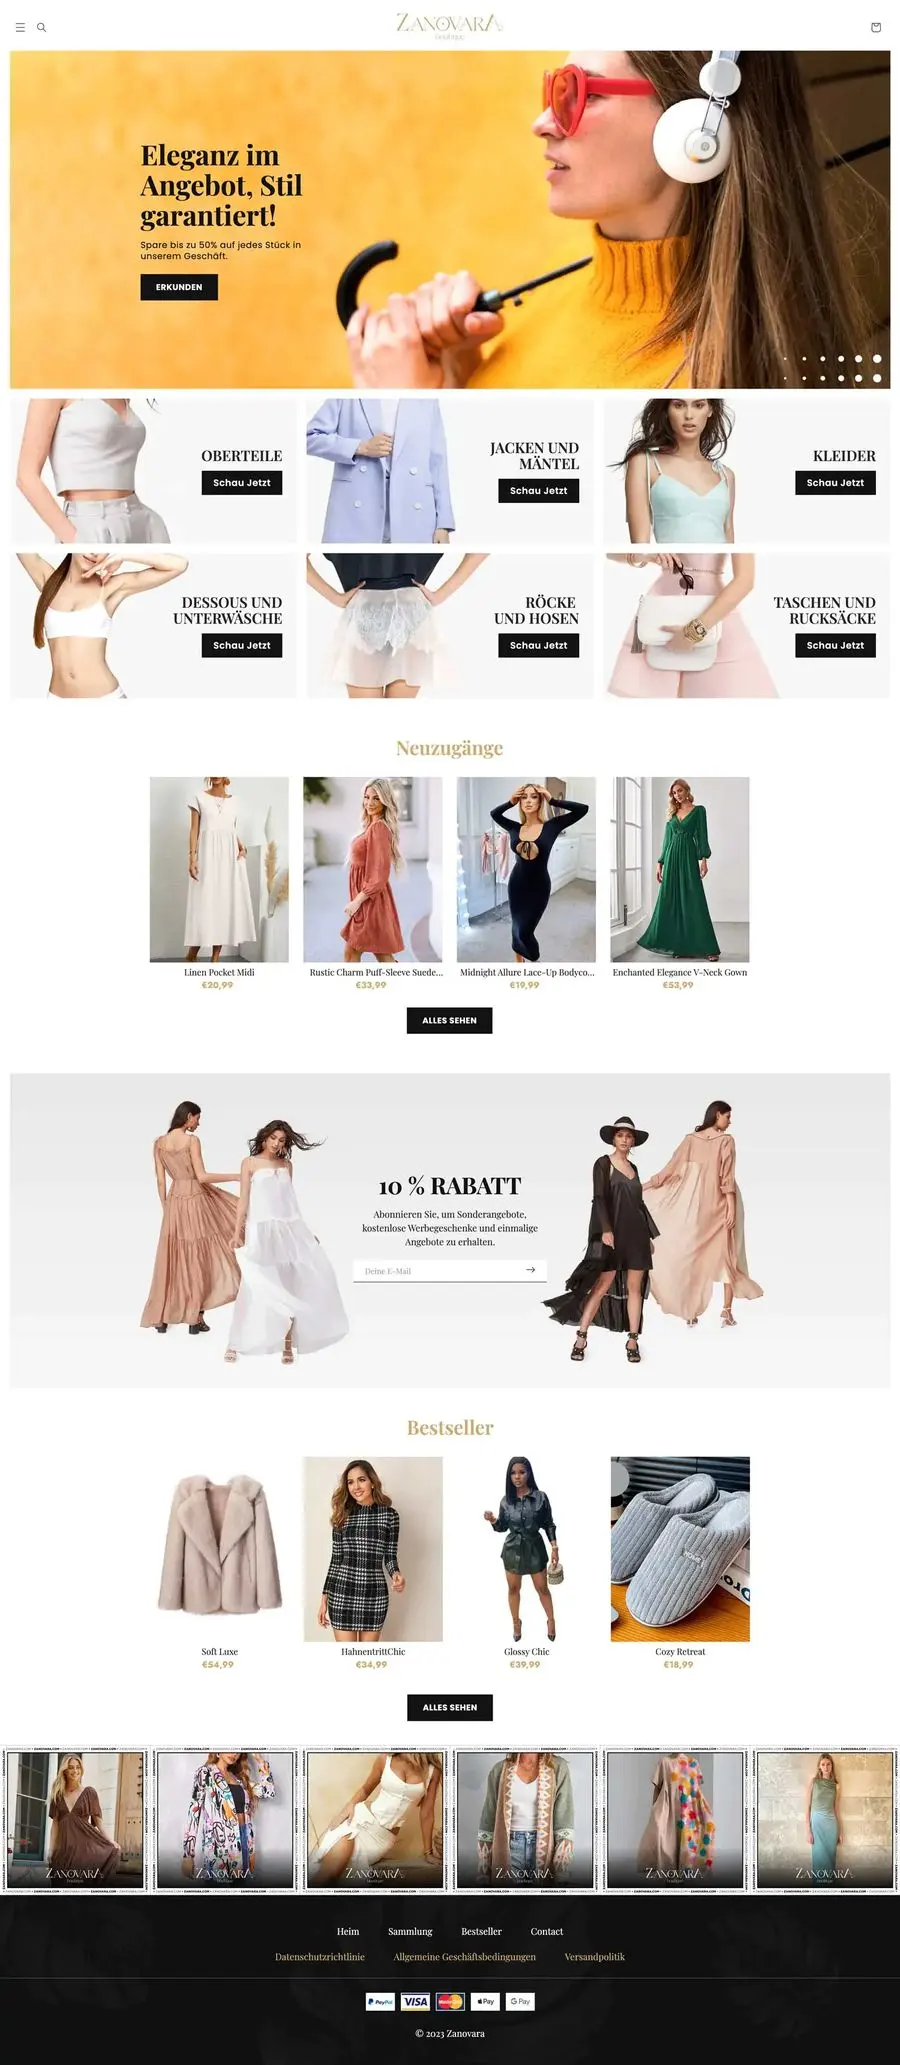 ZANOVARA
boutique
Eleganz im
Angebot, Stil
garantiert!
Spare bis zu 50% auf jedes Stück in
unserem Geschäft.
ERKUNDEN
OBERTEILE
Schau Jetzt
JACKEN UND
MÄNTEL
Schau Jetzt
KLEIDER
Schau Jetzt
DESSOUS UND
UNTERWÄSCHE
Schau Jetzt
RÖCKE
UND HOSEN
Schau Jetzt
TASCHEN UND
RUCKSÄCKE
Schau Jetzt
Neuzugänge
Linen Pocket Midi
€20,99
Rustic Charm Puff-Sleeve Suede...
€33,99
Midnight Allure Lace-Up Bodyco...
€19,99
Enchanted Elegance V-Neck Gown
€53,99
ALLES SEHEN
10 % RABATT
Abonnieren Sie, um Sonderangebote,
kostenlose Werbegeschenke und einmalige
Angebote zu erhalten.
Deine E-Mail
Bestseller
HOME
Soft Luxe
€54,99
HahnentrittChic
€34,99
Glossy Chic
€39,99
Cozy Retreat
€18,99
ALLES SEHEN
ZANOVARA
ZANOVARA
ZANOVARA
ZANOVARA
ZANOVARA
ZANOVARA
Heim Sammlung Bestseller Contact
Datenschutzrichtlinie Allgemeine Geschäftsbedingungen Versandpolitik
PayPal VISA MasterCard Pay G Pay
© 2023 Zanovara